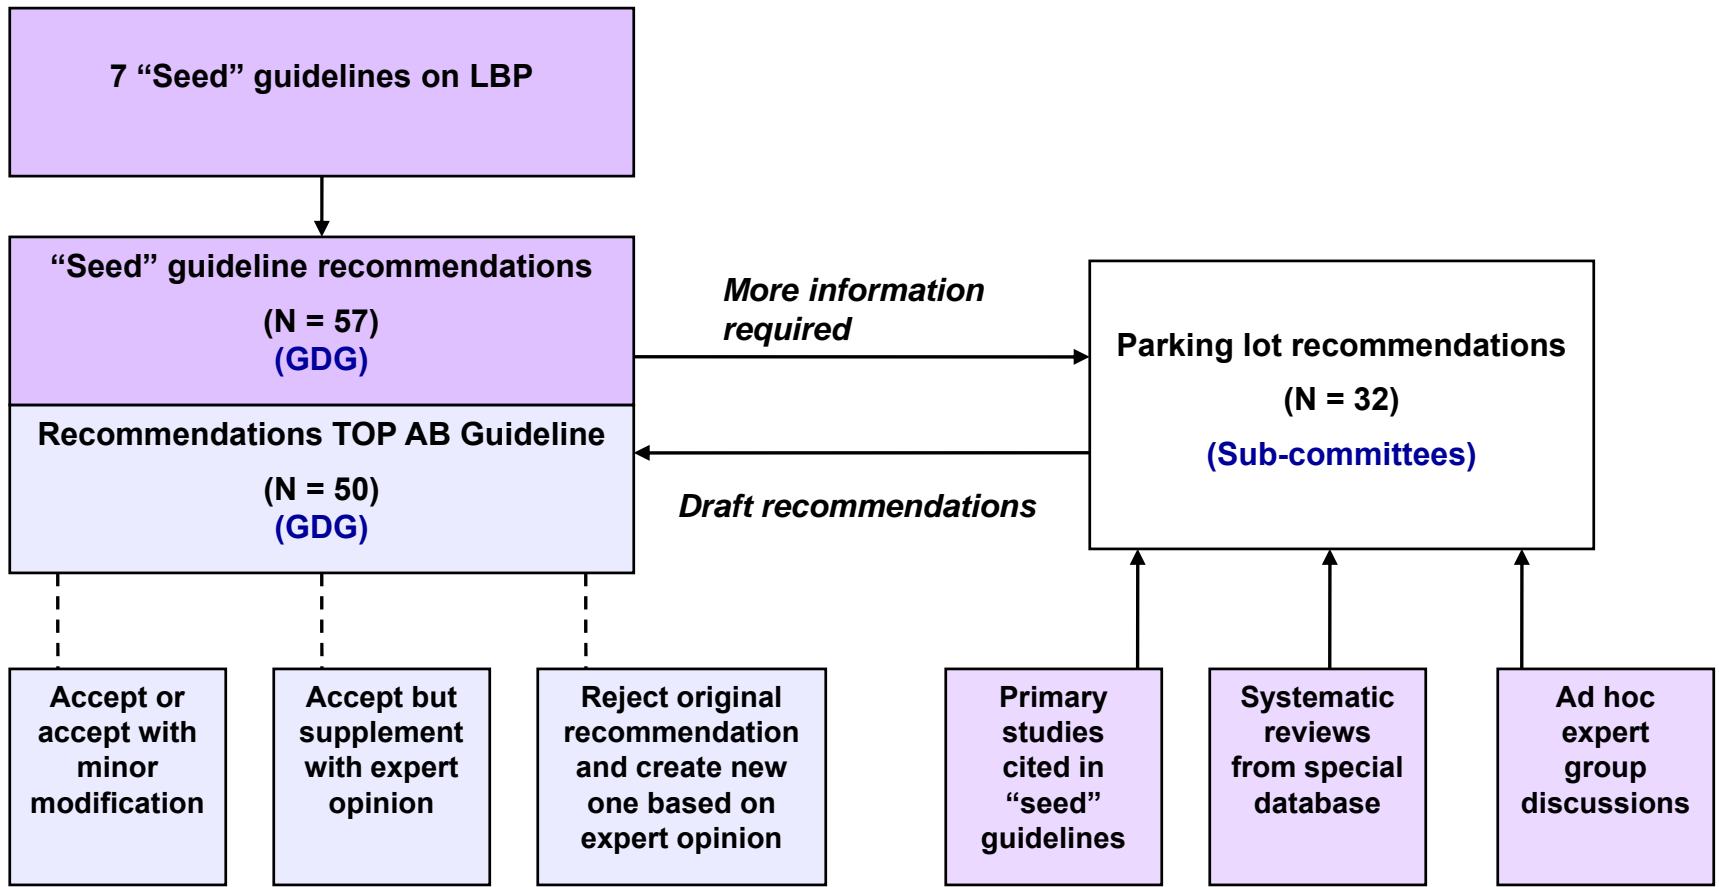 7 “Seed” guidelines on LBP
“Seed” guideline recommendations
(N = 57)
(GDG)
Recommendations TOP AB Guideline
(N = 50)
(GDG)
More information
required
Draft recommendations
Parking lot recommendations
(N = 32)
(Sub-committees)
Accept or
accept with
minor
modification
Accept but
supplement
with expert
opinion
Reject original
recommendation
and create new
one based on
expert opinion
Primary
studies
cited in
“seed”
guidelines
Systematic
reviews
from special
database
Ad hoc
expert
group
discussions